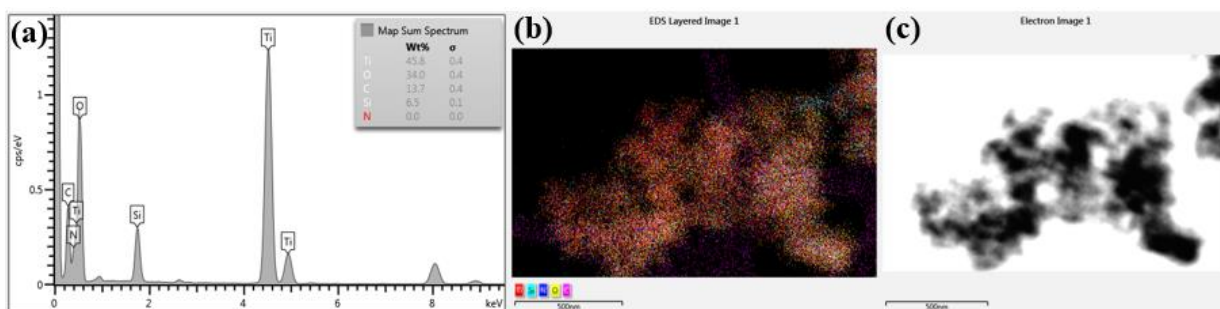 (a)
Map Sum Spectrum
Wt% σ
Ti 45.8 0.4
O 34.0 0.4
C 13.7 0.4
Si 6.5 0.1
N 0.0 0.0
Ti
O
C
Ti
N
Si
Ti
cps/eV
1
0.5
0
0 2 4 6 8 keV
(b)
EDS Layered Image 1
Si N O C
500nm
(c)
Electron Image 1
500nm